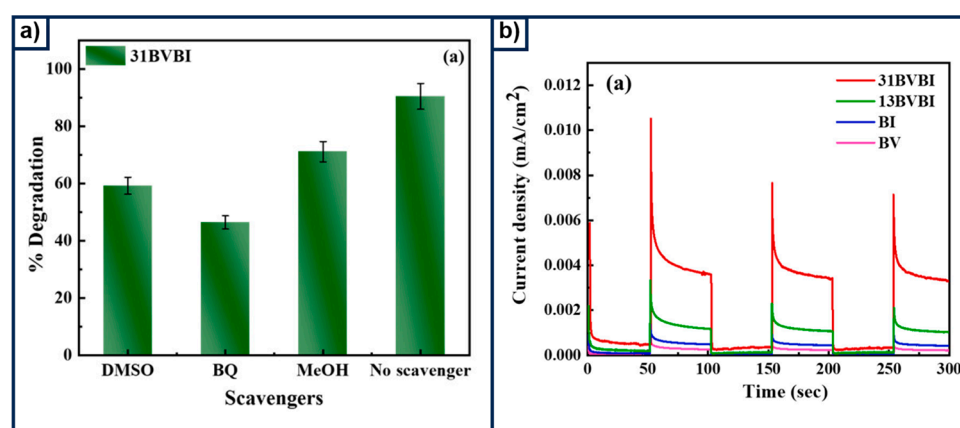 a)
31BVBI
(a)
100
80
60
40
20
0
% Degradation
DMSO BQ MeOH No scavenger
Scavengers
b)
(a)
31BVBI
13BVBI
BI
BV
0.012
0.010
0.008
0.006
0.004
0.002
0.000
Current density (mA/cm²)
0 50 100 150 200 250 300
Time (sec)